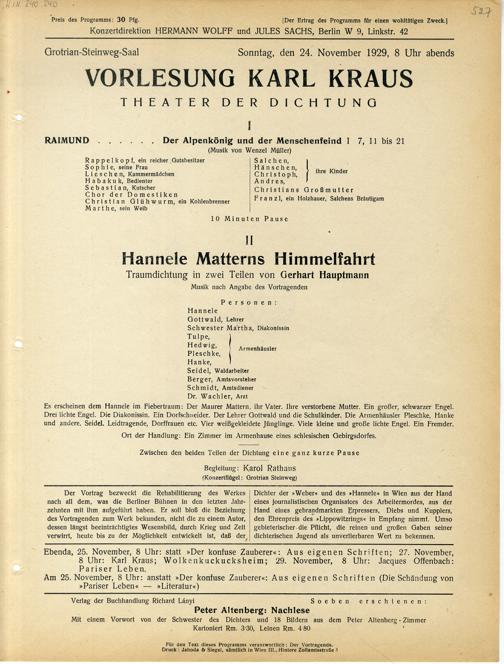 H.I.N. 240 240
527
Preis des Programms: 30 Pfg. [Der Ertrag des Programms für einen wohltätigen Zweck.]
Konzertdirektion HERMANN WOLFF und JULES SACHS, Berlin W 9, Linkstr. 42
Grotrian-Steinweg-Saal Sonntag, den 24. November 1929, 8 Uhr abends
VORLESUNG KARL KRAUS
THEATER DER DICHTUNG
I
RAIMUND . . . . . . Der Alpenkönig und der Menschenfeind I 7, 11 bis 21
(Musik von Wenzel Müller)
Rappelkopf, ein reicher Gutsbesitzer
Sophie, seine Frau
Lieschen, Kammermädchen
Habakuk, Bedienter
Sebastian, Kutscher
Chor der Domestiken
Christian Glühwurm, ein Kohlenbrenner
Marthe, sein Weib
Salchen,
Hänschen,
Christoph,
Andres,
ihre Kinder
Christians Großmutter
Franzl, ein Holzhauer, Salchens Bräutigam
10 Minuten Pause
II
Hannele Matterns Himmelfahrt
Traumdichtung in zwei Teilen von Gerhart Hauptmann
Musik nach Angabe des Vortragenden
Personen:
Hannele
Gottwald, Lehrer
Schwester Martha, Diakonissin
Tulpe,
Hedwig,
Pleschke,
Hanke,
Armenhäusler
Seidel, Waldarbeiter
Berger, Amtsvorsteher
Schmidt, Amtsdiener
Dr. Wachler, Arzt
Es erscheinen dem Hannele im Fiebertraum: Der Maurer Mattern, ihr Vater. Ihre verstorbene Mutter. Ein großer, schwarzer Engel.
Drei lichte Engel. Die Diakonissin. Ein Dorfschneider. Der Lehrer Gottwald und die Schulkinder. Die Armenhäusler Pleschke, Hanke
und andere. Seidel. Leidtragende, Dorffrauen etc. Vier weißgekleidete Jünglinge. Viele kleine und große lichte Engel. Ein Fremder.
Ort der Handlung: Ein Zimmer im Armenhause eines schlesischen Gebirgsdorfes.
Zwischen den beiden Teilen der Dichtung eine ganz kurze Pause
Begleitung: Karol Rathaus
(Konzertflügel: Grotrian Steinweg)
Der Vortrag bezweckt die Rehabilitierung des Werkes
nach all dem, was die Berliner Bühnen in den letzten Jahr-
zehnten mit ihm aufgeführt haben. Er soll bloß die Beziehung
des Vortragenden zum Werk bekunden, nicht die zu einem Autor,
dessen längst beeinträchtigtes Wesensbild, durch Krieg und Zeit
verwirrt, heute bis zu der Möglichkeit entwickelt ist, daß der
Dichter der »Weber« und des »Hannele« in Wien aus der Hand
eines journalistischen Organisators des Arbeitermordes, aus der
Hand eines gebrandmarkten Erpressers, Diebs und Kupplers,
den Ehrenpreis des »Lippowitzrings« in Empfang nimmt. Umso
gebieterischer die Pflicht, die reinen und großen Gaben seiner
dichterischen Jugend als unverlierbaren Wert zu bekennen.
Ebenda, 25. November, 8 Uhr: statt »Der konfuse Zauberer«: Aus eigenen Schriften; 27. November,
8 Uhr: Karl Kraus; Wolkenkuckucksheim; 29. November, 8 Uhr: Jacques Offenbach:
Pariser Leben.
Am 25. November, 8 Uhr: anstatt »Der konfuse Zauberer«: Aus eigenen Schriften (Die Schändung von
»Pariser Leben« — »Literatur«)
Verlag der Buchhandlung Richard Lányi Soeben erschienen:
Peter Altenberg: Nachlese
Mit einem Vorwort von der Schwester des Dichters und 18 Bildern aus dem Peter Altenberg-Zimmer
Kartoniert Rm. 3·30, Leinen Rm. 4·80
Für den Text dieses Programms verantwortlich: Der Vortragende.
Druck: Jahoda & Siegel, sämtlich in Wien III., Hintere Zollamtsstraße 3